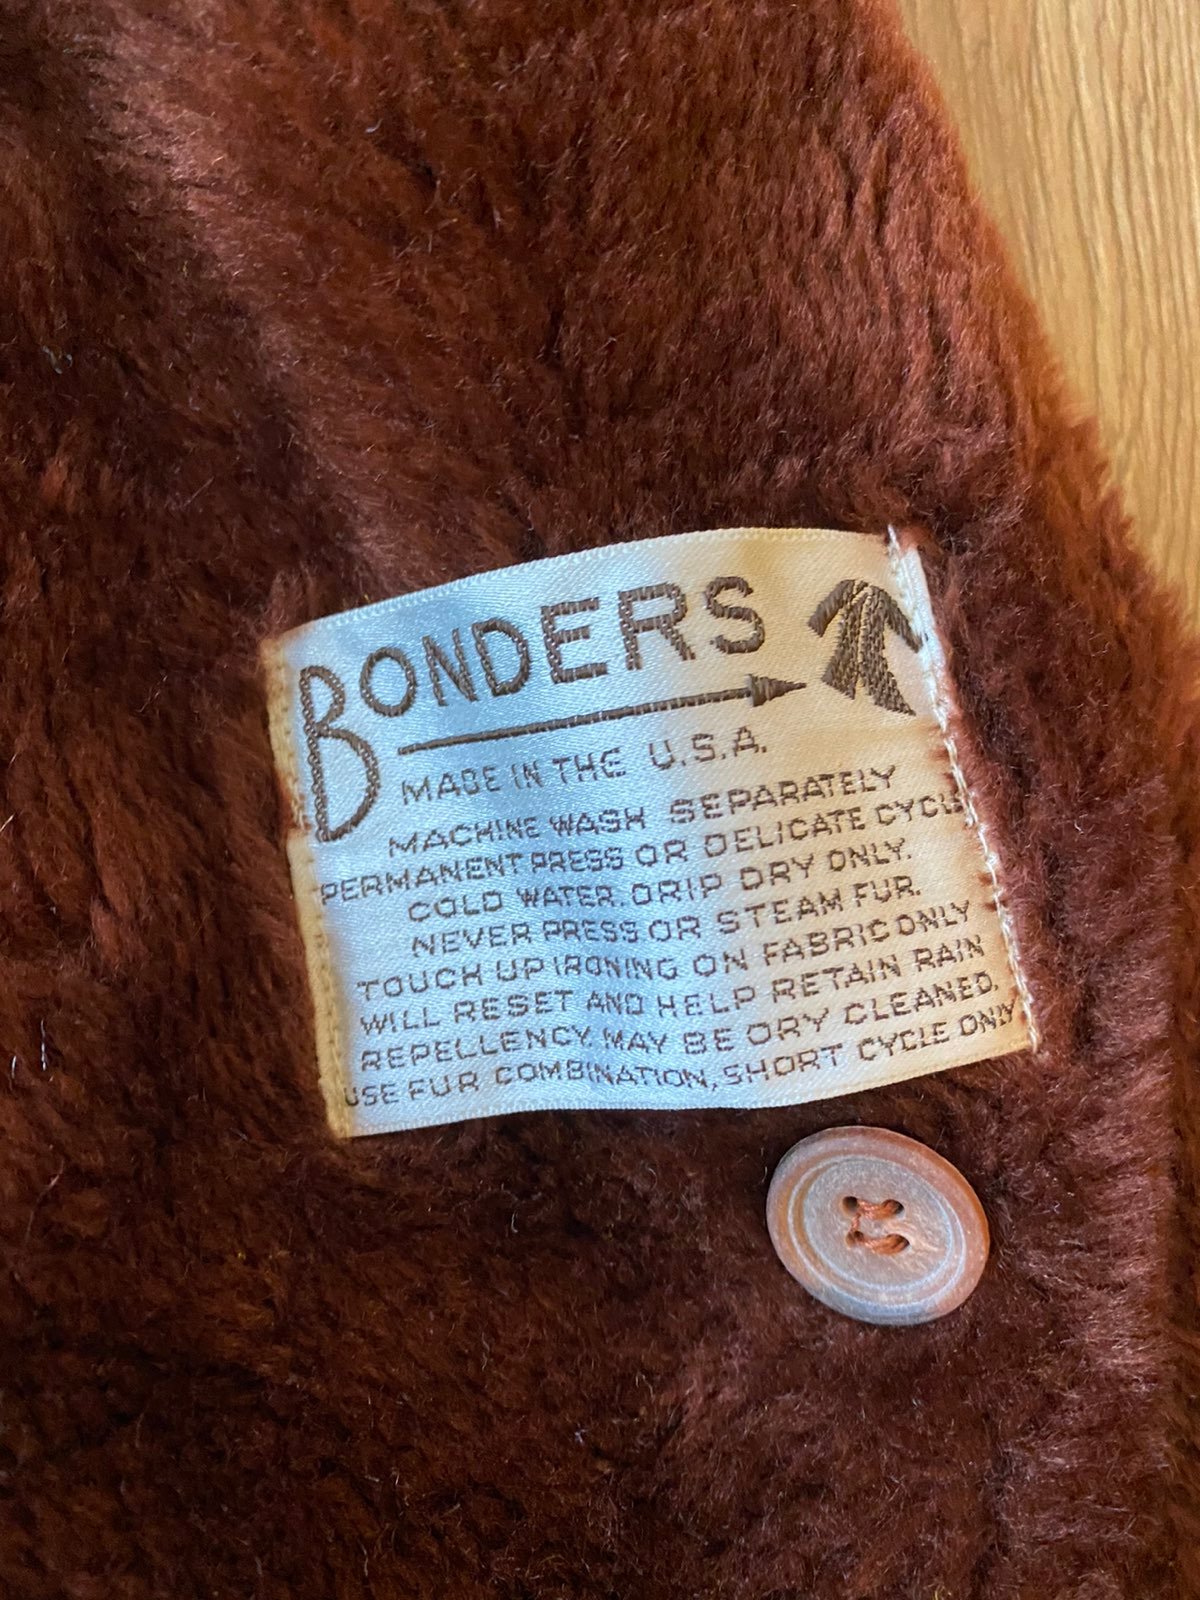 BONDERS
MADE IN THE U.S.A.
MACHINE WASH SEPARATELY
PERMANENT PRESS OR DELICATE CYCLE
COLD WATER. DRIP DRY ONLY.
NEVER PRESS OR STEAM FUR.
TOUCH UP IRONING ON FABRIC ONLY
WILL RESET AND HELP RETAIN RAIN
REPELLENCY. MAY BE DRY CLEANED.
USE FUR COMBINATION, SHORT CYCLE ONLY